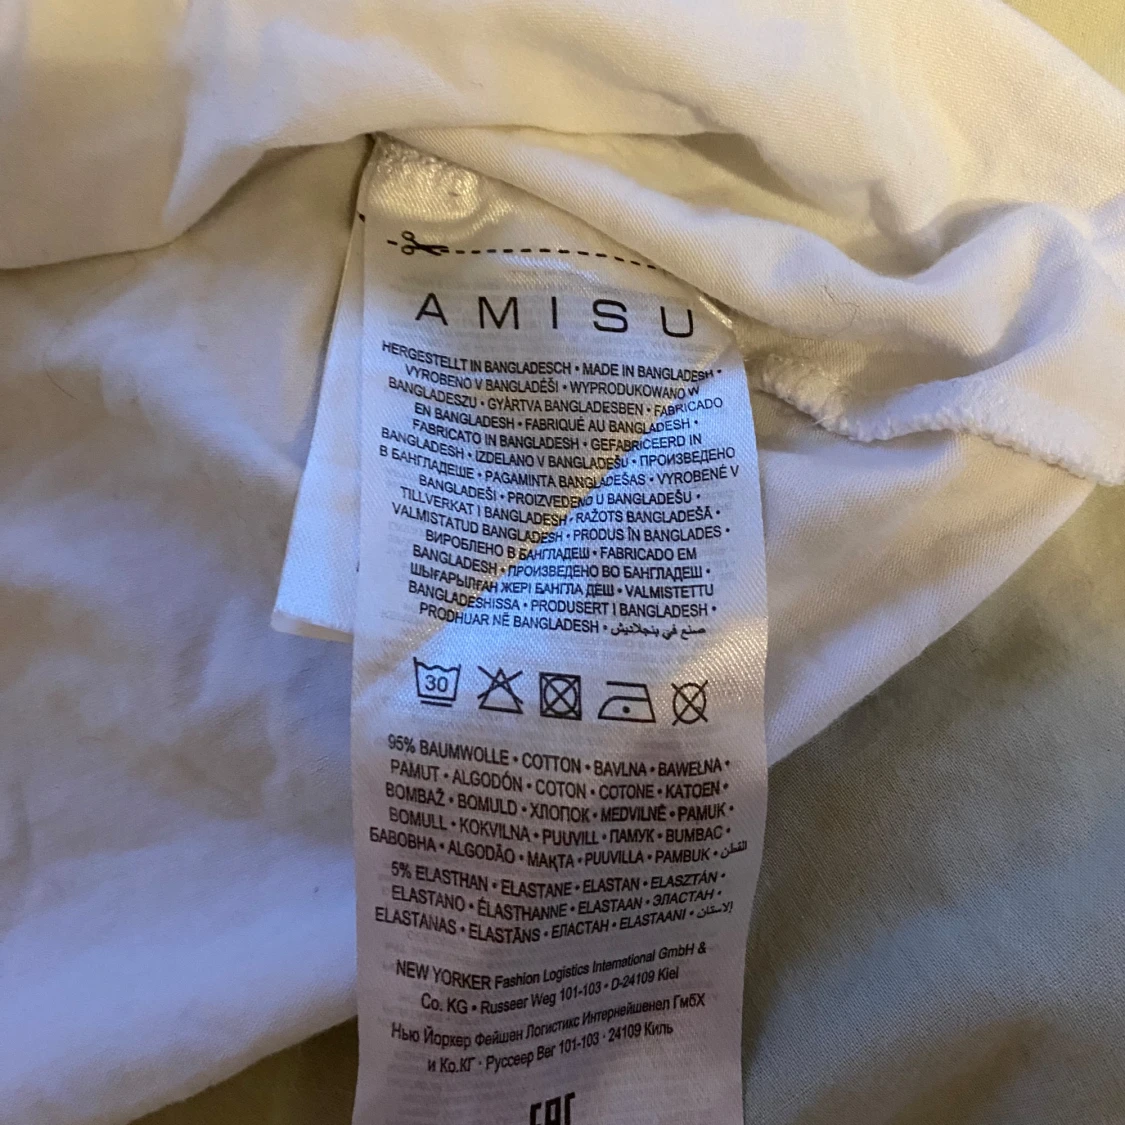 AMISU
HERGESTELLT IN BANGLADESCH • MADE IN BANGLADESH •
VYROBENO V BANGLADÉŠI • WYPRODUKOWANO W
BANGLADESZU • GYÁRTVA BANGLADESBEN • FABRICADO
EN BANGLADESH • FABRIQUÉ AU BANGLADESH •
FABRICATO IN BANGLADESH • GEFABRICEERD IN
BANGLADESH • IZDELANO V BANGLADEŠU • ПРОИЗВЕДЕНО
В БАНГЛАДЕШЕ • PAGAMINTA BANGLADEŠAS • VYROBENÉ V
BANGLADEŠI • PROIZVEDENO U BANGLADEŠU •
TILLVERKAT I BANGLADESH • RAŽOTS BANGLADEŠĀ •
VALMISTATUD BANGLADESH • PRODUS ÎN BANGLADES •
ВИРОБЛЕНО В БАНГЛАДЕШ • FABRICADO EM
BANGLADESH • ПРОИЗВЕДЕНО ВО БАНГЛАДЕШ •
ШЫҒАРЫЛҒАН ЖЕРІ БАНГЛА ДЕШ • VALMISTETTU
BANGLADESHISSA • PRODUSERT I BANGLADESH •
PRODHUAR NË BANGLADESH • صنع في بنجلاديش
30
95% BAUMWOLLE • COTTON • BAVLNA • BAWEŁNA •
PAMUT • ALGODÓN • COTON • COTONE • KATOEN •
BOMBAŽ • BOMULD • ХЛОПОК • MEDVILNĖ • PAMUK •
BOMULL • KOKVILNA • PUUVILL • ПАМУК • BUMBAC •
БАВОВНА • ALGODÃO • МАҚТА • PUUVILLA • PAMBUK • القطن
5% ELASTHAN • ELASTANE • ELASTAN • ELASZTÁN •
ELASTANO • ÉLASTHANNE • ELASTAAN • ЭЛАСТАН •
ELASTANAS • ELASTĀNS • ЕЛАСТАН • ELASTAANI • الإستان
NEW YORKER Fashion Logistics International GmbH &
Co. KG • Russeer Weg 101-103 • D-24109 Kiel
Нью Йоркер Фейшен Логистикс Интернейшенел ГмбХ
и Ко.КГ • Руссеер Вег 101-103 • 24109 Киль
EAC